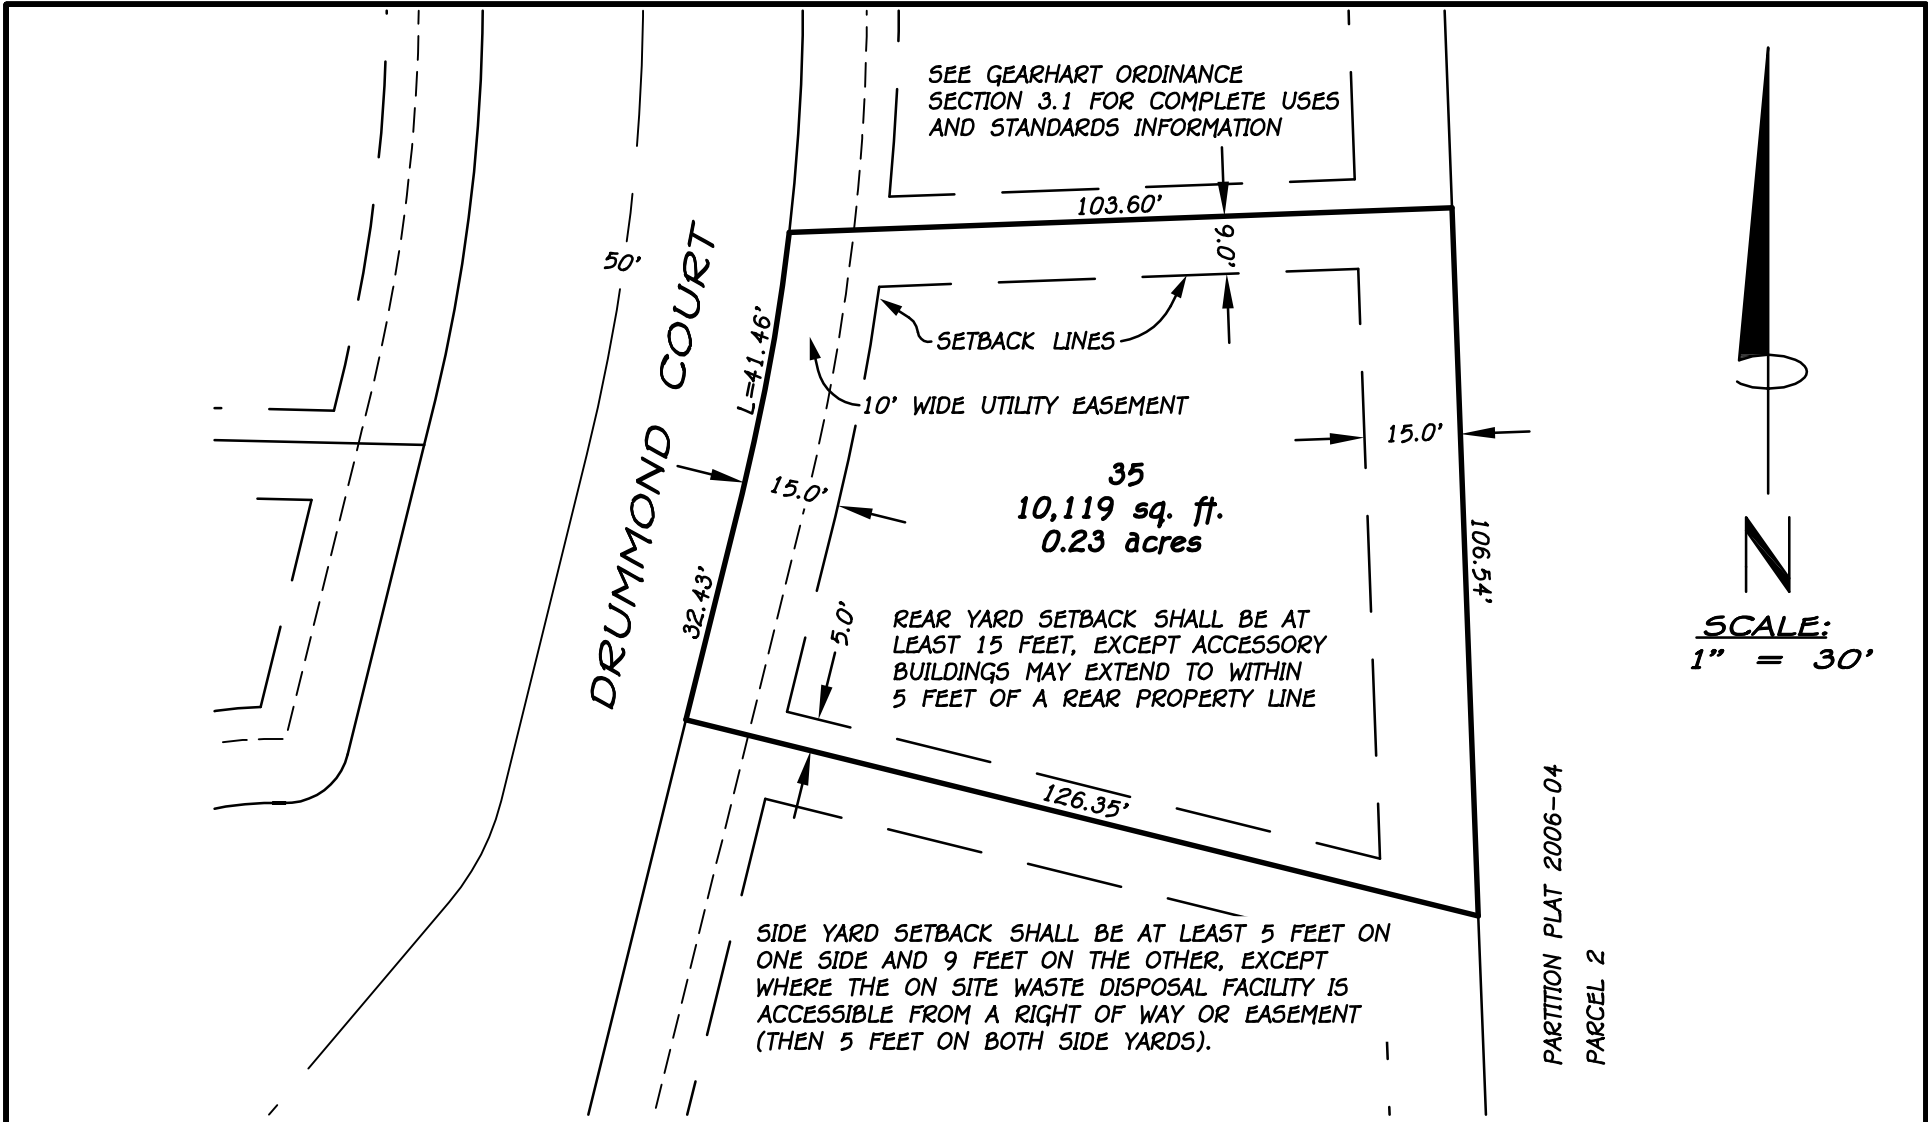 SEE GEARHART ORDINANCE
SECTION 3.1 FOR COMPLETE USES
AND STANDARDS INFORMATION
103.60'
9.0'
50'
DRUMMOND COURT
L=41.46'
SETBACK LINES
10' WIDE UTILITY EASEMENT
15.0'
15.0'
35
10,119 sq. ft.
0.23 acres
106.54'
32.43'
5.0'
REAR YARD SETBACK SHALL BE AT
LEAST 15 FEET, EXCEPT ACCESSORY
BUILDINGS MAY EXTEND TO WITHIN
5 FEET OF A REAR PROPERTY LINE
126.35'
SIDE YARD SETBACK SHALL BE AT LEAST 5 FEET ON
ONE SIDE AND 9 FEET ON THE OTHER, EXCEPT
WHERE THE ON SITE WASTE DISPOSAL FACILITY IS
ACCESSIBLE FROM A RIGHT OF WAY OR EASEMENT
(THEN 5 FEET ON BOTH SIDE YARDS).
PARTITION PLAT 2006-04
PARCEL 2
N
SCALE:
1" = 30'